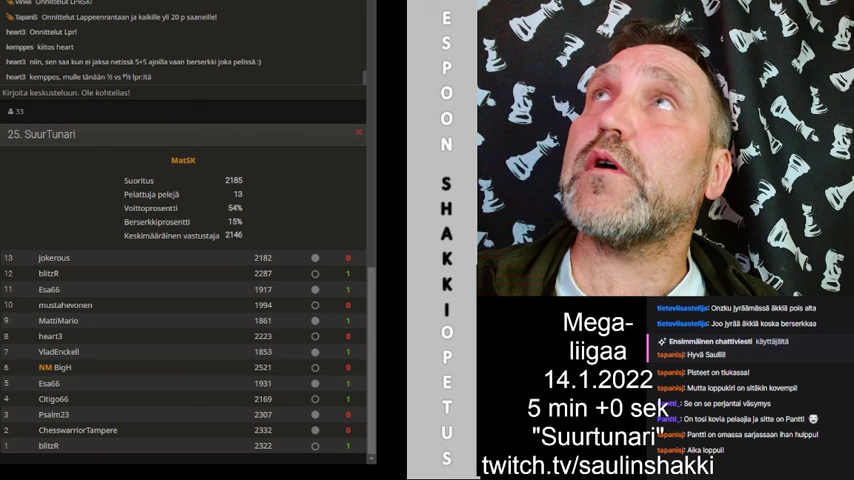 TapaniS Onnittelut Lappeenrantaan ja kaikille yli 20 p saaneille!
heart3 Onnittelut Lpr!
kemppes kiitos heart
heart3 niin, sen saa kun ei jaksa netissä 5+5 ajoilla vaan berserkki joka pelissä :)
heart3 kemppes, mulle tänään ½ vs
Kirjoita keskusteluun. Ole kohtelias!
33
25. SuurTunari
MatSK
Suoritus 2185
Pelattuja pelejä 13
Voittoprosentti 54%
Berserkkiprosentti 15%
Keskimääräinen vastustaja 2146
13 jokerous 2182 0
12 blitzR 2287 1
11 Esa66 1917 1
10 mustahevonen 1994 0
9 MattiMario 1861 1
8 heart3 2223 0
7 VladEnckell 1853 1
6 NM BigH 2521 0
5 Esa66 1931 1
4 Citigo66 2169 1
3 Psalm23 2307 0
2 ChesswarriorTampere 2332 0
1 blitzR 2322 1
ESPOON SHAKKIOPETUS
Mega-
liigaa
14.1.2022
5 min +0 sek
"Suurtunari"
twitch.tv/saulinshakki
tietoviisastelija: Onzku jyräämässä äkkiä pois alta
tietoviisastelija: Joo jyrää äkkiä koska berserkkaa
Ensimmäinen chattiviesti käyttäjältä
tapanisj: Hyvä Sauliii!
tapanisj: Pisteet on tiukassa!
tapanisj: Mutta loppukiri on sitäkin kovempi!
Pantti_: Se on se perjantai väsymys
Pantti_: On tosi kovia pelaajia ja sitte on Pantti
tapanisj: Pantti on omassa sarjassaan ihan huippu!
tapanisj: Aika loppui!